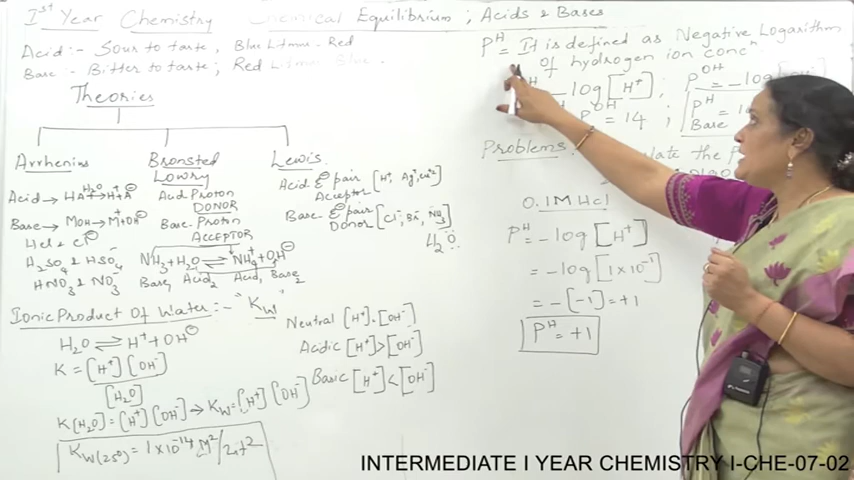 Ist Year Chemistry Chemical Equilibrium ; Acids & Bases
Acid :- Sour to taste, Blue Litmus - Red
Base :- Bitter to taste; Red Litmus Blue.
Theories
Arrhenius
Acid → HA ⇌ H⁺ + A⁻
H₂O
Base → MOH → M⁺ + OH⁻
HCl & Cl⁻
H₂SO₄ & HSO₄⁻
HNO₃ & NO₃⁻
Bronsted
Lowry
Acid Proton
DONOR
Base - Proton
ACCEPTOR
NH₃ + H₂O ⇌ NH₄⁺ + OH⁻
Base₁ Acid₂ Acid₁ Base₂
Lewis
Acid e⁻ pair [H⁺, Ag⁺,
Acceptor
Base - e⁻ pair [Cl⁻, Br⁻, NH₃]
Donor
H₂O
Ionic Product Of Water :- "Kw"
H₂O ⇌ H⁺ + OH⁻
K = [H⁺] [OH⁻]
[H₂O]
K[H₂O] = [H⁺] [OH⁻] → Kw = [H⁺] [OH⁻]
Kw(25°) = 1 x 10⁻¹⁴ M²/
Neutral [H⁺] = [OH⁻]
Acidic [H⁺] > [OH⁻]
Basic [H⁺] < [OH⁻]
Pᴴ = It is defined as Negative Logarithm
of hydrogen ion concⁿ
- log [H⁺] ; Pᴼᴴ = - log
Pᴼᴴ = 14 ; Pᴴ
Base
Problems: the
0.1M HCl
Pᴴ = - log [H⁺]
= - log [1 x 10⁻¹]
= - [-1] = +1
Pᴴ = +1
INTERMEDIATE I YEAR CHEMISTRY I-CHE-07-02